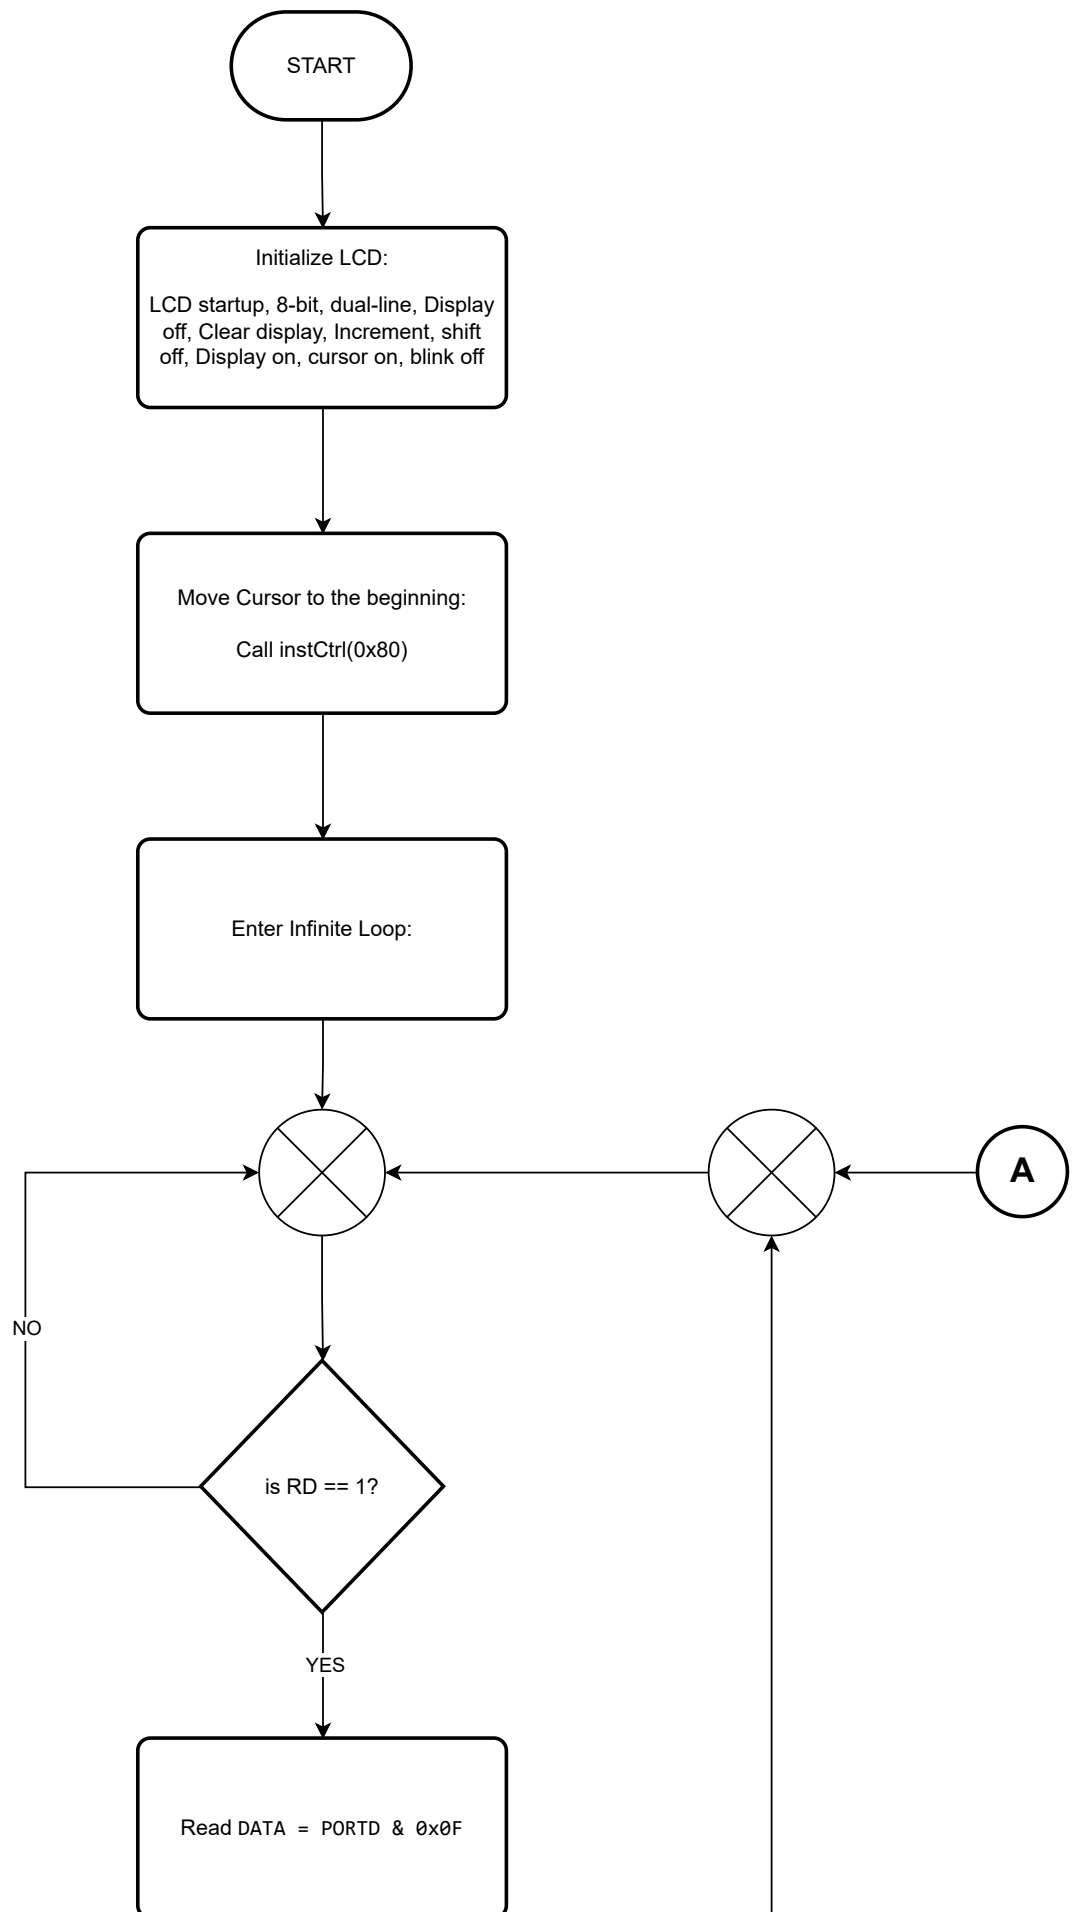 START
Initialize LCD:
LCD startup, 8-bit, dual-line, Display
off, Clear display, Increment, shift
off, Display on, cursor on, blink off
Move Cursor to the beginning:
Call instCtrl(0x80)
Enter Infinite Loop:
A
NO
is RD == 1?
YES
Read DATA = PORTD & 0x0F